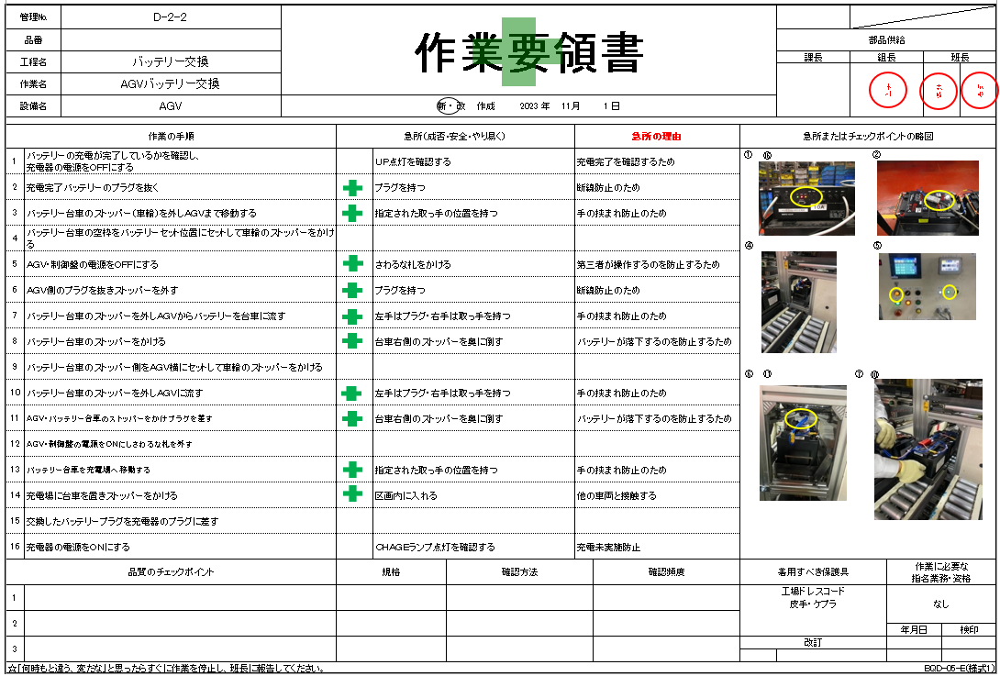 管理No. D-2-2
品番
工程名 バッテリー交換
作業名 AGVバッテリー交換
設備名 AGV
作業要領書
新・改 作成 2023 年 11月 1 日
部品供給
課長 組長 班長
作業の手順 急所(成否・安全・やり易く) 急所の理由 急所またはチェックポイントの略図
1 バッテリーの充電が完了しているかを確認し、
充電器の電源をOFFにする UP点灯を確認する 充電完了を確認するため
2 充電完了バッテリーのプラグを抜く プラグを持つ 断線防止のため
3 バッテリー台車のストッパー(車輪)を外しAGVまで移動する 指定された取っ手の位置を持つ 手の挟まれ防止のため
4 バッテリー台車の空枠をバッテリーセット位置にセットして車輪のストッパーをかけ
る
5 AGV・制御盤の電源をOFFにする さわるな札をかける 第三者が操作するのを防止するため
6 AGV側のプラグを抜きストッパーを外す プラグを持つ 断線防止のため
7 バッテリー台車のストッパーを外しAGVからバッテリーを台車に流す 左手はプラグ・右手は取っ手を持つ 手の挟まれ防止のため
8 バッテリー台車のストッパーをかける 台車右側のストッパーを奥に倒す バッテリーが落下するのを防止するため
9 バッテリー台車のストッパー側をAGV横にセットして車輪のストッパーをかける
10 バッテリー台車のストッパーを外しAGVに流す 左手はプラグ・右手は取っ手を持つ 手の挟まれ防止のため
11 AGV・バッテリー台車のストッパーをかけプラグを差す 台車右側のストッパーを奥に倒す バッテリーが落下するのを防止するため
12 AGV・制御盤の電源をONにしさわるな札を外す
13 バッテリー台車を充電場へ移動する 指定された取っ手の位置を持つ 手の挟まれ防止のため
14 充電場に台車を置きストッパーをかける 区画内に入れる 他の車両と接触する
15 交換したバッテリープラグを充電器のプラグに差す
16 充電器の電源をONにする CHAGEランプ点灯を確認する 充電未実施防止
① ⑯ ②
④ ⑤
⑥ ⑪ ⑦ ⑩
品質のチェックポイント 規格 確認方法 確認頻度
1
2
3
着用すべき保護具
工場ドレスコード
皮手・ケプラ
作業に必要な
指名業務・資格
なし
年月日 検印
改訂
☆「何時もと違う、変だな」と思ったらすぐに作業を停止し、班長に報告してください。
BQD-05-E(様式1)